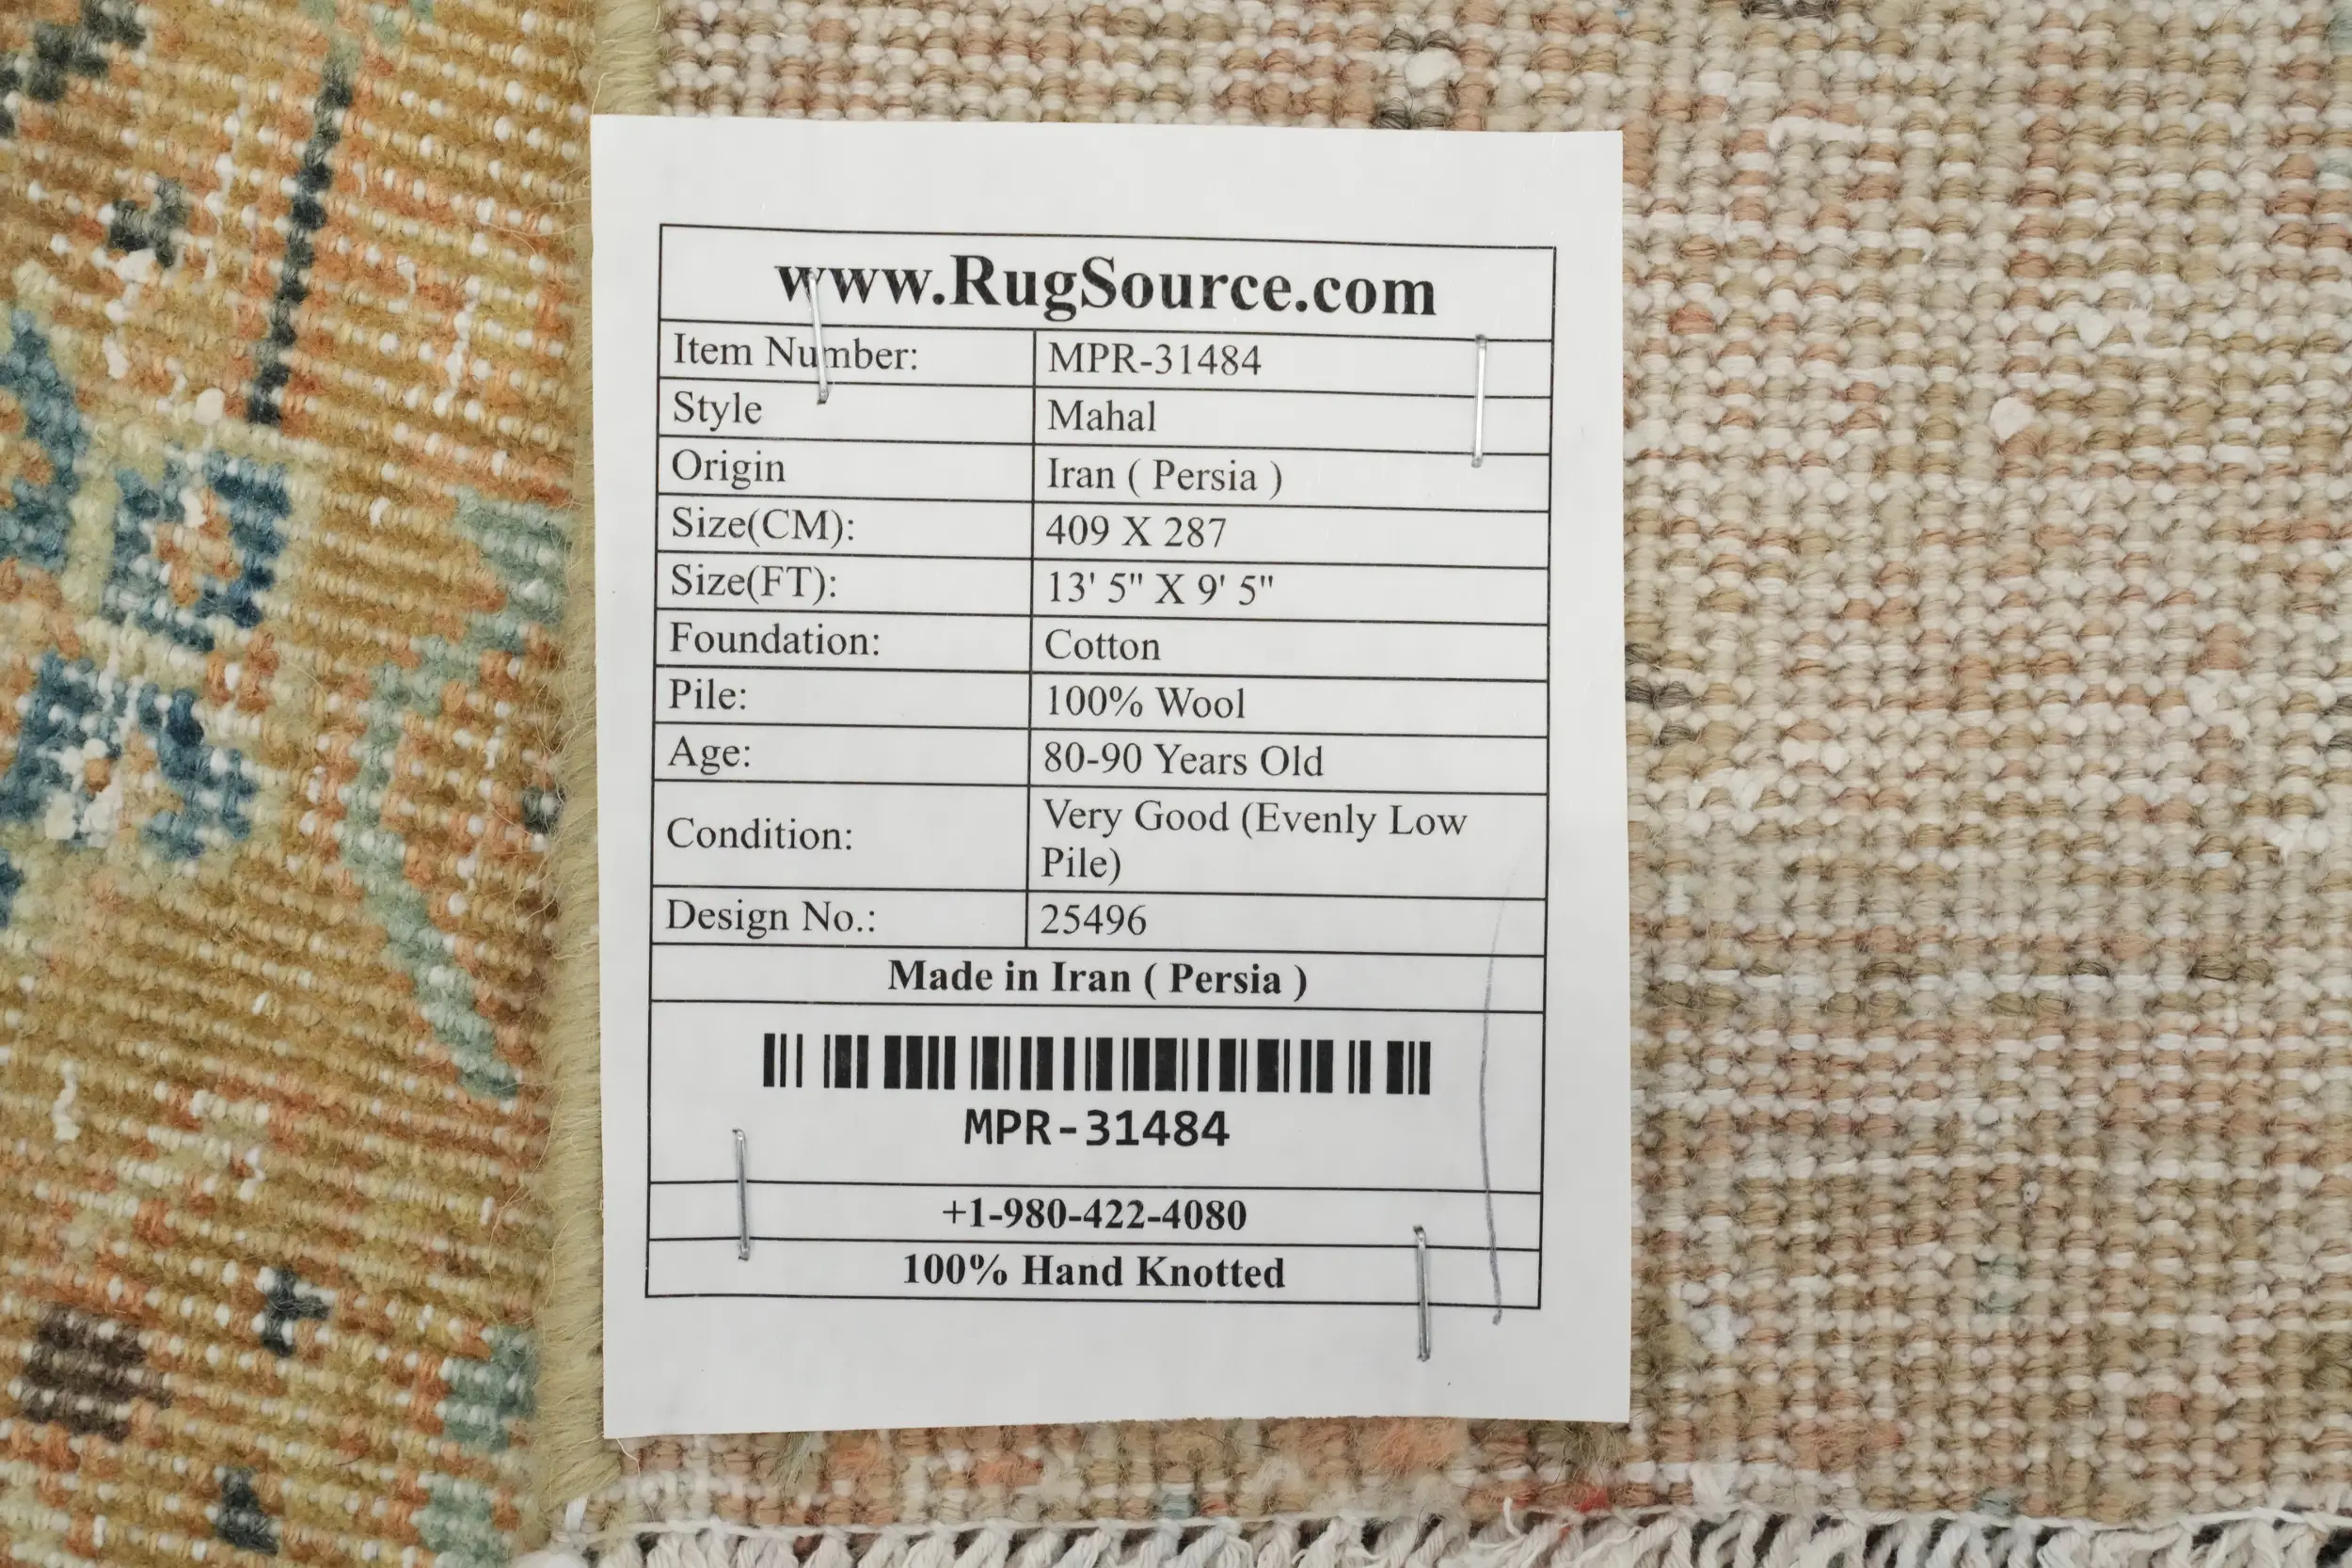 www.RugSource.com
Item Number: MPR-31484
Style Mahal
Origin Iran ( Persia )
Size(CM): 409 X 287
Size(FT): 13' 5" X 9' 5"
Foundation: Cotton
Pile: 100% Wool
Age: 80-90 Years Old
Condition: Very Good (Evenly Low
Pile)
Design No.: 25496
Made in Iran ( Persia )
MPR-31484
+1-980-422-4080
100% Hand Knotted